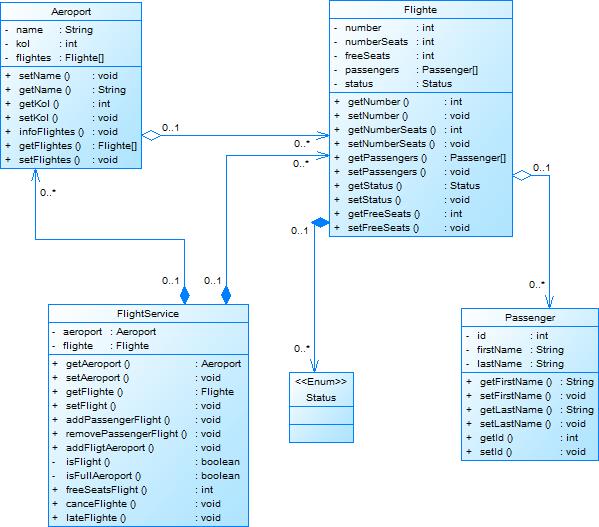 Aeroport
- name : String
- kol : int
- flightes : Flighte[]
+ setName () : void
+ getName () : String
+ getKol () : int
+ setKol () : void
+ infoFlightes () : void
+ getFlightes () : Flighte[]
+ setFlightes () : void
Flighte
- number : int
- numberSeats : int
- freeSeats : int
- passengers : Passenger[]
- status : Status
+ getNumber () : int
+ setNumber () : void
+ getNumberSeats () : int
+ setNumberSeats () : void
+ getPassengers () : Passenger[]
+ setPassengers () : void
+ getStatus () : Status
+ setStatus () : void
+ getFreeSeats () : int
+ setFreeSeats () : void
0..1
0..*
0..*
0..1
0..*
0..1
0..1
0..1
0..*
0..*
FlightService
- aeroport : Aeroport
- flighte : Flighte
+ getAeroport () : Aeroport
+ setAeroport () : void
+ getFlighte () : Flighte
+ setFlight () : void
+ addPassengerFlight () : void
+ removePassengerFlight () : void
+ addFligtAeroport () : void
- isFlight () : boolean
- isFullAeroport () : boolean
+ freeSeatsFlight () : int
+ canceFlighte () : void
+ lateFlighte () : void
<<Enum>>
Status
Passenger
- id : int
- firstName : String
- lastName : String
+ getFirstName () : String
+ setFirstName () : void
+ getLastName () : String
+ setLastName () : void
+ getId () : int
+ setId () : void